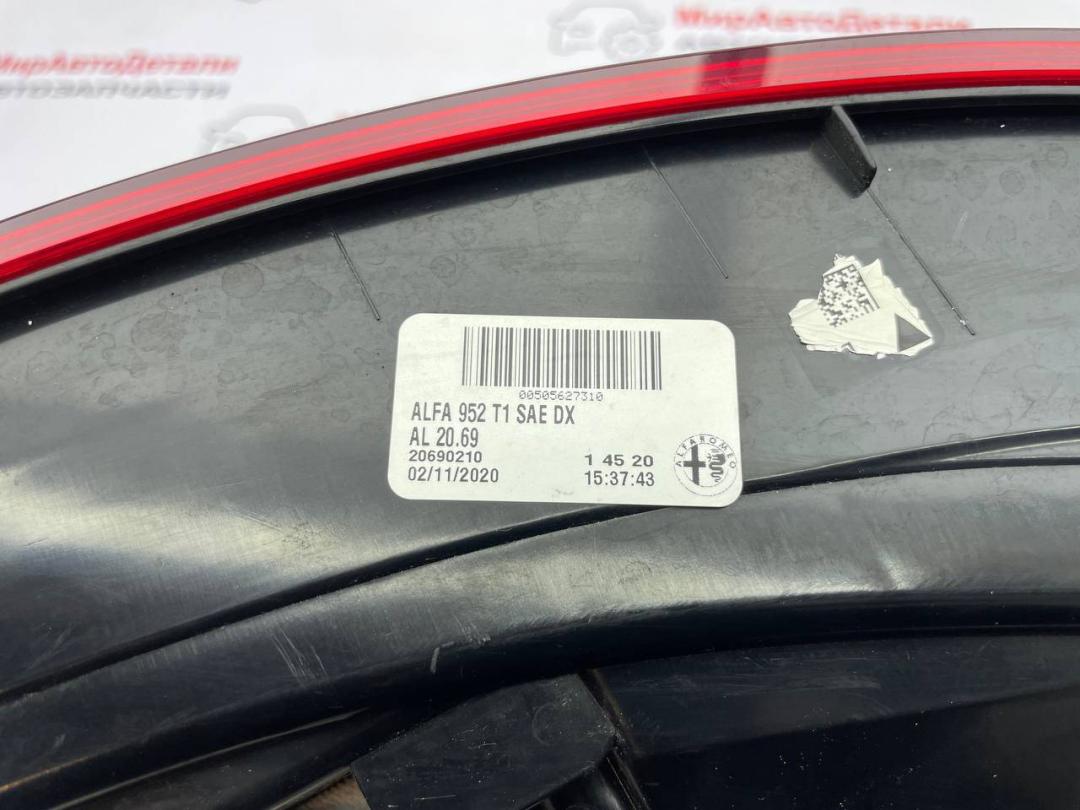 МирАвтоДетали
АВТОЗАПЧАСТИ
МирАвтоДетали
00505627310
ALFA 952 T1 SAE DX
AL 20.69
20690210 1 45 20
02/11/2020 15:37:43
ALFA ROMEO